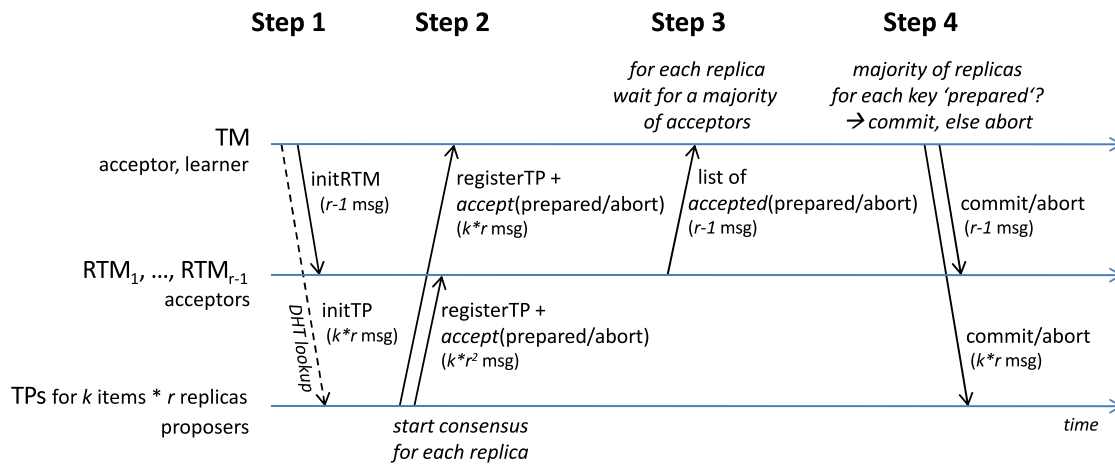 Step 1
Step 2
Step 3
Step 4
for each replica
wait for a majority
of acceptors
majority of replicas
for each key ‘prepared‘?
→ commit, else abort
TM
acceptor, learner
initRTM
(r-1 msg)
registerTP +
accept(prepared/abort)
(k*r msg)
list of
accepted(prepared/abort)
(r-1 msg)
commit/abort
(r-1 msg)
RTM1, ..., RTMr-1
acceptors
DHT lookup
initTP
(k*r msg)
registerTP +
accept(prepared/abort)
(k*r² msg)
commit/abort
(k*r msg)
TPs for k items * r replicas
proposers
start consensus
for each replica
time